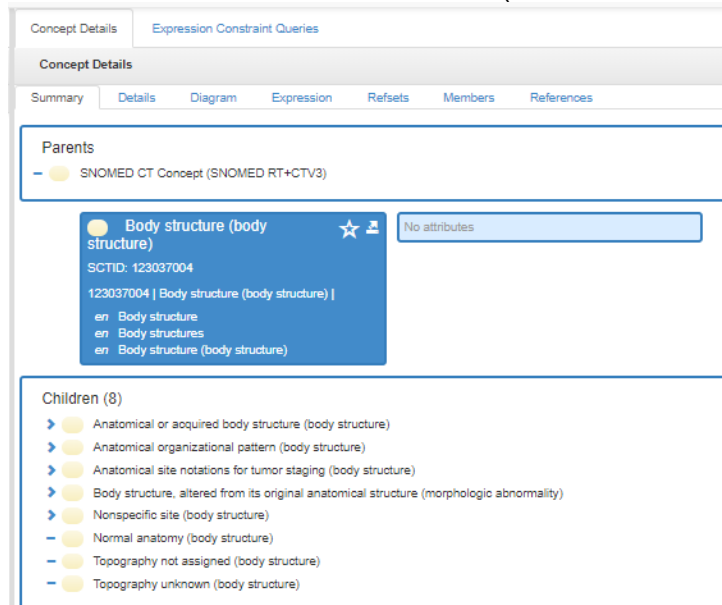 Concept Details Expression Constraint Queries
Concept Details
Summary Details Diagram Expression Refsets Members References
Parents
SNOMED CT Concept (SNOMED RT+CTV3)
Body structure (body
structure)
No attributes
SCTID: 123037004
123037004 | Body structure (body structure) |
en Body structure
en Body structures
en Body structure (body structure)
Children (8)
Anatomical or acquired body structure (body structure)
Anatomical organizational pattern (body structure)
Anatomical site notations for tumor staging (body structure)
Body structure, altered from its original anatomical structure (morphologic abnormality)
Nonspecific site (body structure)
Normal anatomy (body structure)
Topography not assigned (body structure)
Topography unknown (body structure)